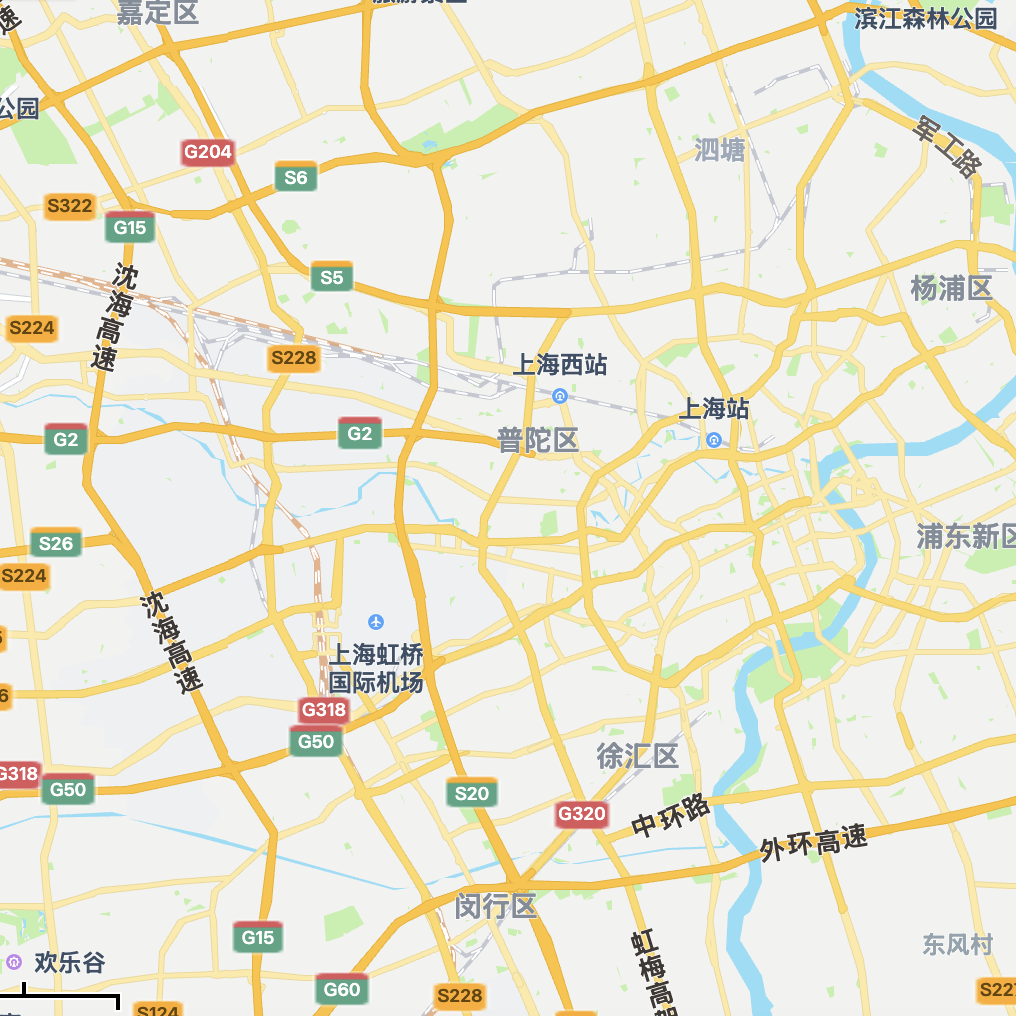 嘉定区
滨江森林公园
速
公园
军工路
泗塘
G204
S6
S322
G15
沈海高速
S5
杨浦区
S224
S228
上海西站
上海站
G2
G2
普陀区
S26
浦东新区
S224
沈海高速
上海虹桥
国际机场
G318
G50
徐汇区
G318
G50
S20
G320
中环路
外环高速
闵行区
G15
虹梅高架
东风村
欢乐谷
G60
S228
S227
S124